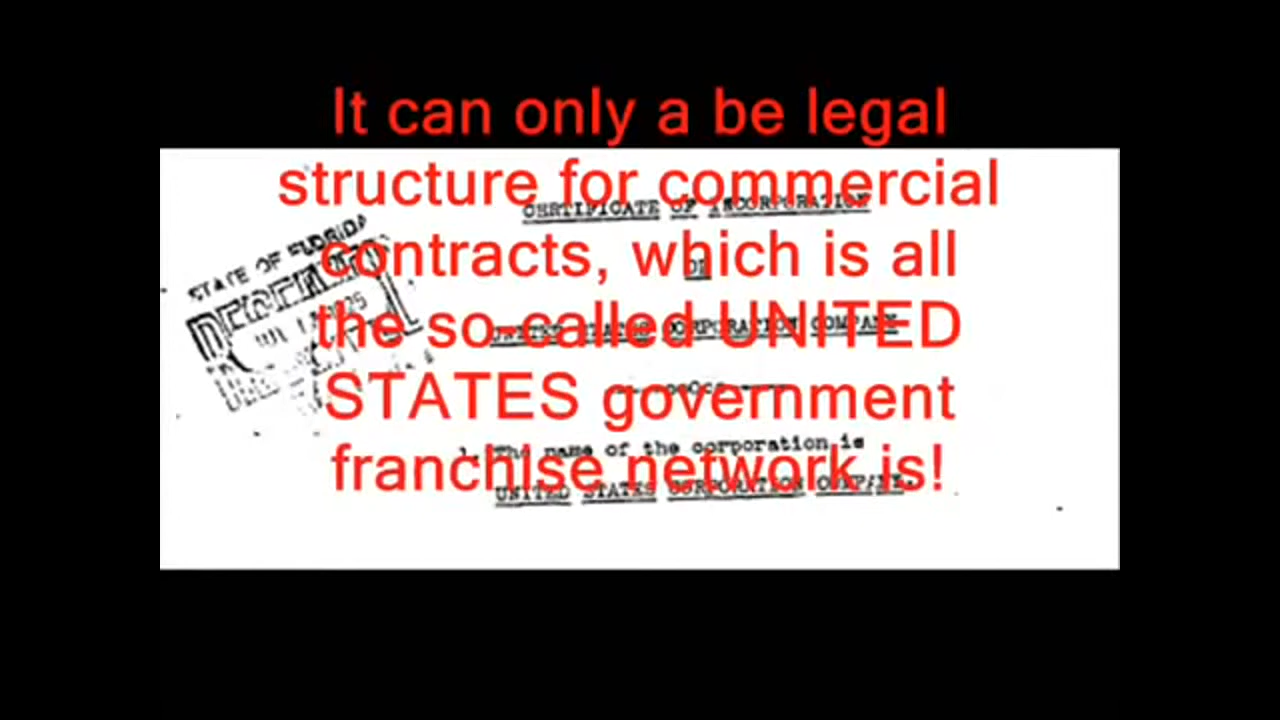 It can only a be legal
structure for commercial
CERTIFICATE OF INCORPORATION
STATE OF FLORIDA
contracts, which is all
OF
the so-called UNITED
UNITED STATES CORPORATION COMPANY
STATES government
1. The name of the corporation is
franchise network is!
UNITED STATES CORPORATION COMPANY.